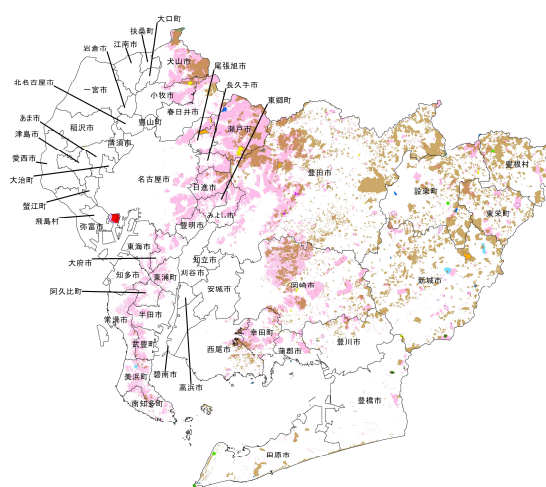 大口町
扶桑町
江南市
岩倉市
犬山市
尾張旭市
北名古屋市
一宮市
長久手市
小牧市
東郷町
春日井市
あま市
稲沢市
豊山町
津島市
清須市
瀬戸市
愛西市
大治町
名古屋市
日進市
豊田市
設楽町
豊根村
蟹江町
飛島村
弥富市
みよし市
豊明市
東栄町
東海市
大府市
知立市
知多市
東浦町
刈谷市
安城市
岡崎市
新城市
阿久比町
常滑市
半田市
武豊町
幸田町
西尾市
蒲郡市
豊川市
美浜町
碧南市
高浜市
南知多町
豊橋市
田原市